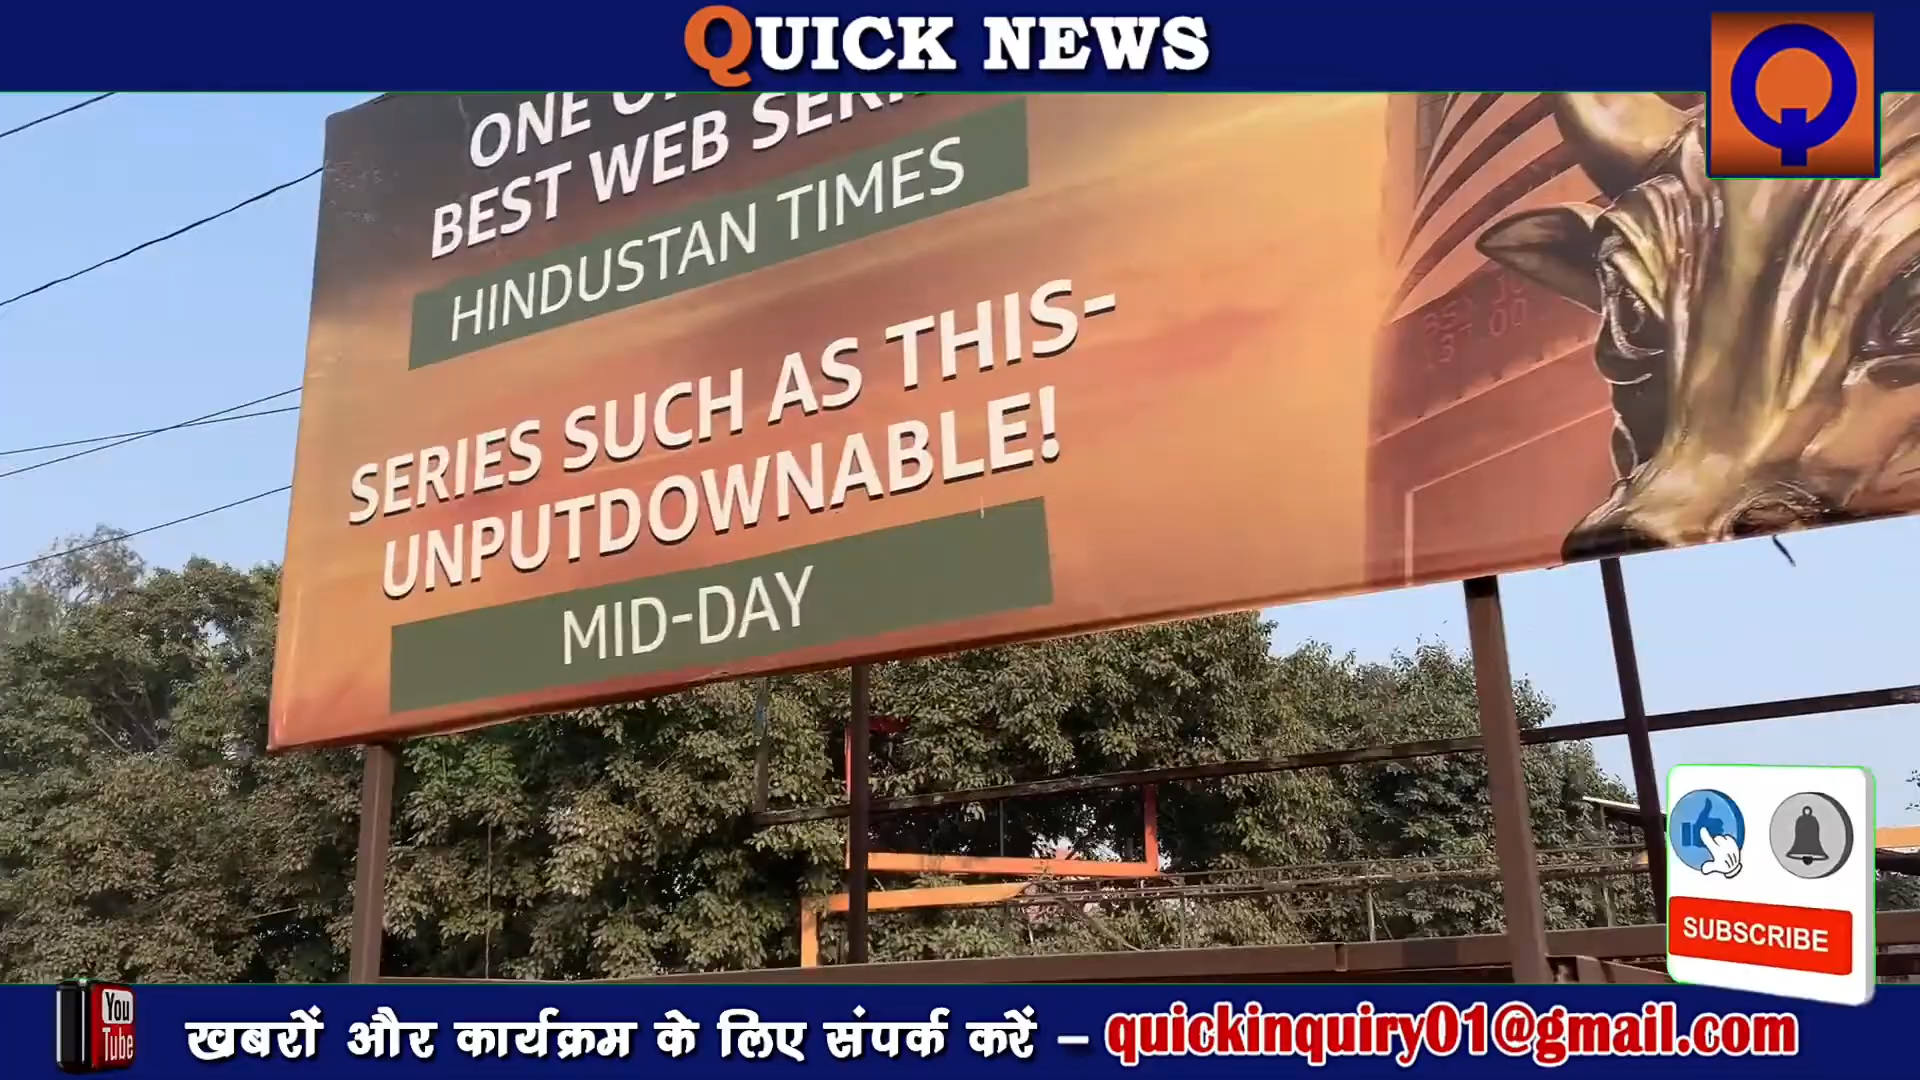 QUICK NEWS
Q
ONE
BEST WEB
HINDUSTAN TIMES
SERIES SUCH AS THIS-
UNPUTDOWNABLE!
MID-DAY
SUBSCRIBE
You
Tube
खबरों और कार्यक्रम के लिए संपर्क करें – quickinquiry01@gmail.com